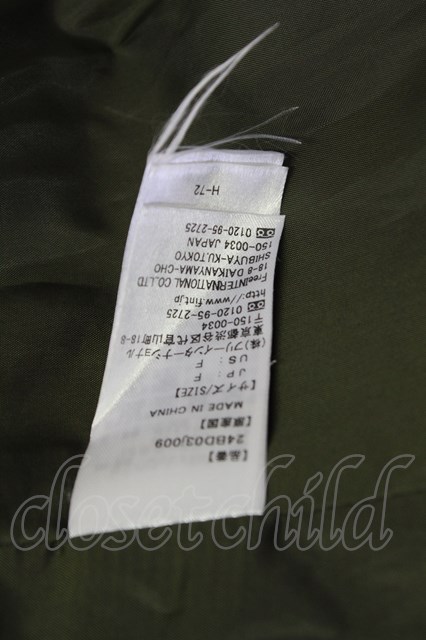 【品番】
24BD03J009
【原産国】
MADE IN CHINA
【サイズ/SIZE】
JP: F
US: F
(株)フリーインターナショナル
東京都渋谷区代官山町18-8
〒150-0034
0120-95-2725
http://www.fint.jp
FreeINTERNATIONAL CO.,LTD
18-8 DAIKANYAMA-CHO
SHIBUYA-KU.TOKYO
150-0034 JAPAN
0120-95-2725
H-72
closetchild